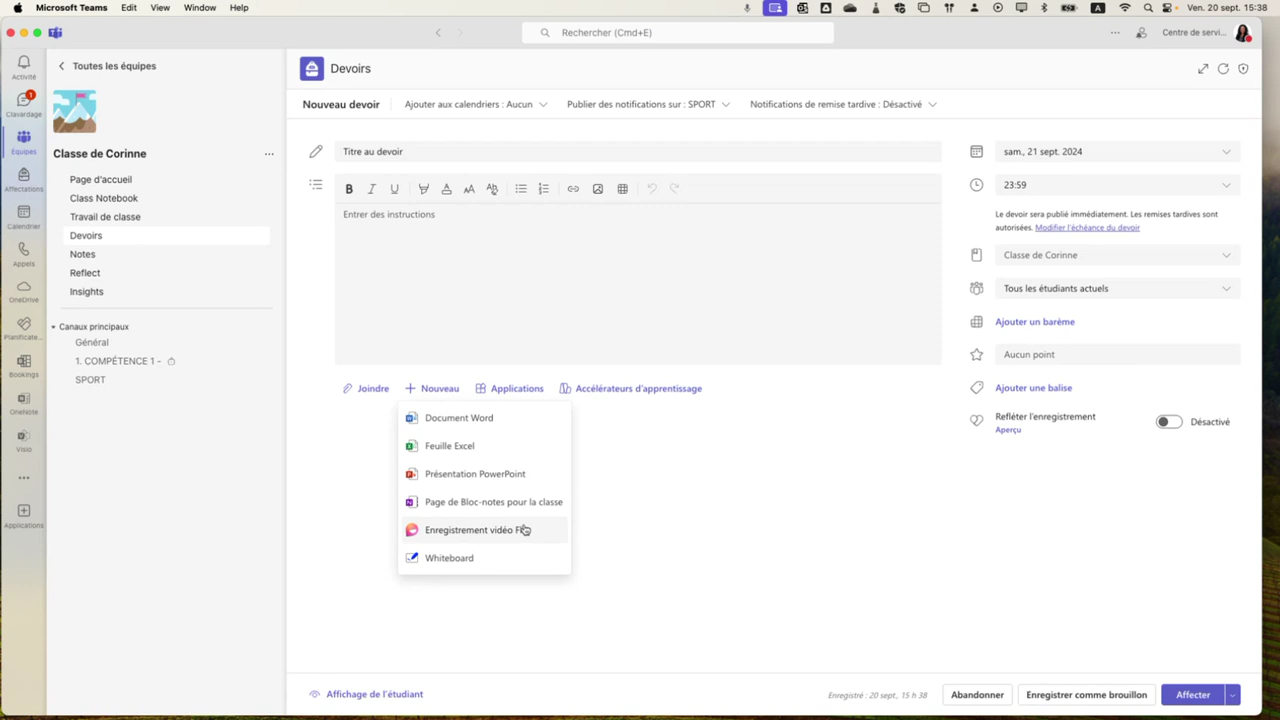 Microsoft Teams Edit View Window Help
A
Ven. 20 sept. 15:38
Rechercher (Cmd+E)
Centre de servi...
Activité
1
Clavardage
Équipes
Affectations
Calendrier
Appels
OneDrive
Planificate...
Bookings
OneNote
Visio
Applications
Toutes les équipes
Classe de Corinne
Page d'accueil
Class Notebook
Travail de classe
Devoirs
Notes
Reflect
Insights
Canaux principaux
Général
1. COMPÉTENCE 1 -
SPORT
Devoirs
Nouveau devoir Ajouter aux calendriers : Aucun Publier des notifications sur : SPORT Notifications de remise tardive : Désactivé
Titre au devoir
B I U
Entrer des instructions
Joindre Nouveau Applications Accélérateurs d'apprentissage
Document Word
Feuille Excel
Présentation PowerPoint
Page de Bloc-notes pour la classe
Enregistrement vidéo
Whiteboard
sam., 21 sept. 2024
23:59
Le devoir sera publié immédiatement. Les remises tardives sont
autorisées. Modifier l'échéance du devoir
Classe de Corinne
Tous les étudiants actuels
Ajouter un barème
Aucun point
Ajouter une balise
Refléter l'enregistrement
Aperçu
Désactivé
Affichage de l'étudiant
Enregistré : 20 sept., 15 h 38
Abandonner
Enregistrer comme brouillon
Affecter